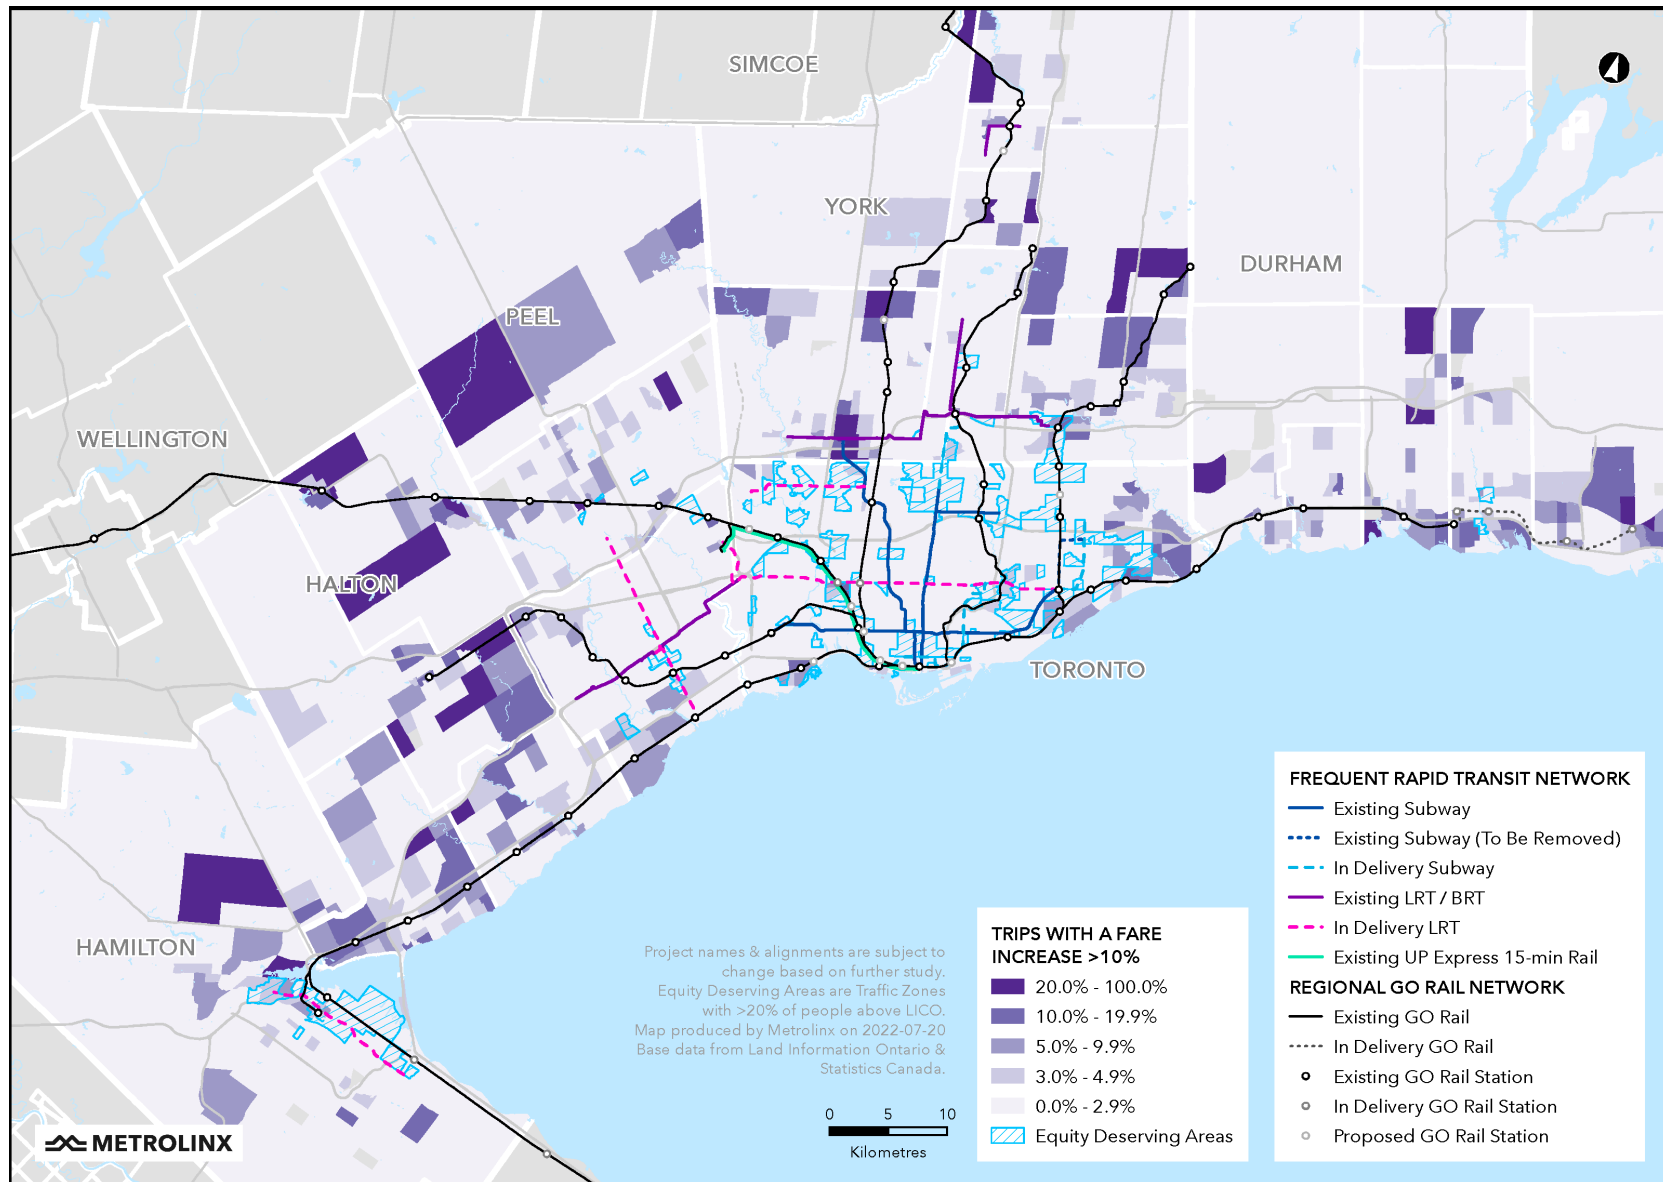 SIMCOE
YORK
DURHAM
PEEL
WELLINGTON
HALTON
TORONTO
HAMILTON
Project names & alignments are subject to
change based on further study.
Equity Deserving Areas are Traffic Zones
with >20% of people above LICO.
Map produced by Metrolinx on 2022-07-20
Base data from Land Information Ontario &
Statistics Canada.
0 5 10
Kilometres
METROLINX
TRIPS WITH A FARE
INCREASE >10%
20.0% - 100.0%
10.0% - 19.9%
5.0% - 9.9%
3.0% - 4.9%
0.0% - 2.9%
Equity Deserving Areas
FREQUENT RAPID TRANSIT NETWORK
Existing Subway
Existing Subway (To Be Removed)
In Delivery Subway
Existing LRT / BRT
In Delivery LRT
Existing UP Express 15-min Rail
REGIONAL GO RAIL NETWORK
Existing GO Rail
In Delivery GO Rail
Existing GO Rail Station
In Delivery GO Rail Station
Proposed GO Rail Station